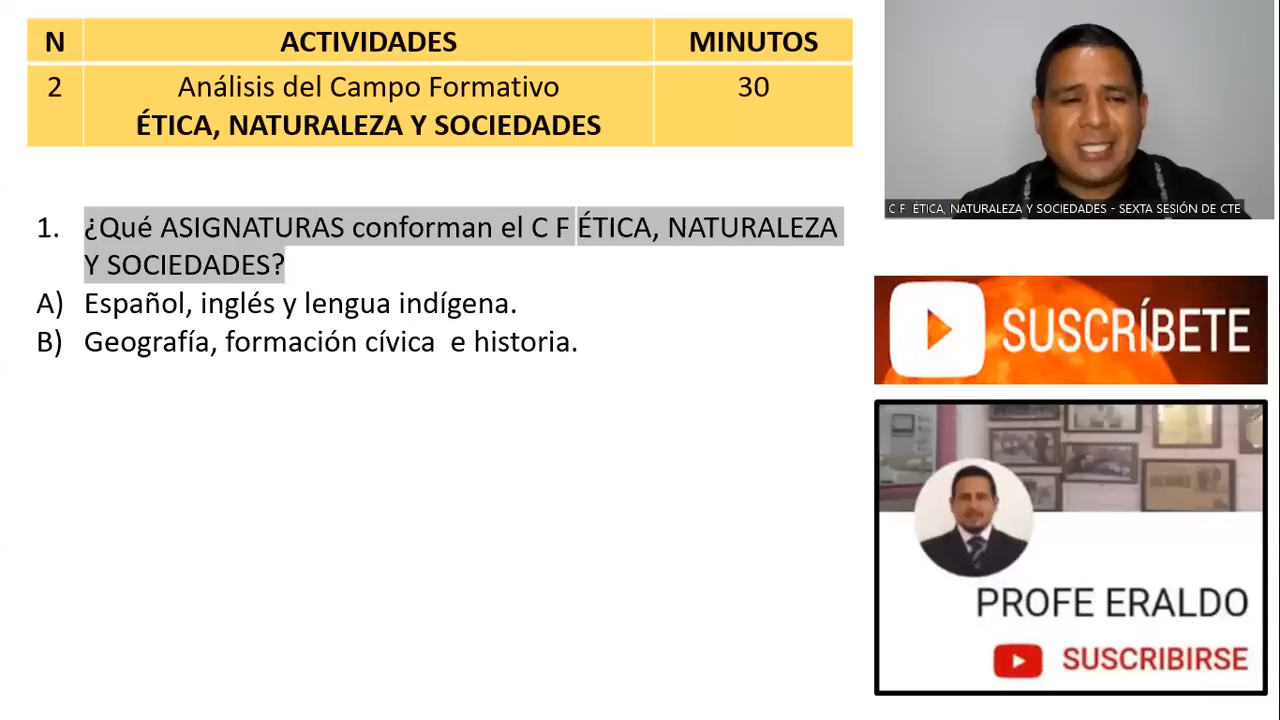 N ACTIVIDADES MINUTOS
2 Análisis del Campo Formativo 30
ÉTICA, NATURALEZA Y SOCIEDADES
1. ¿Qué ASIGNATURAS conforman el C F ÉTICA, NATURALEZA
Y SOCIEDADES?
A) Español, inglés y lengua indígena.
B) Geografía, formación cívica e historia.
C F ÉTICA, NATURALEZA Y SOCIEDADES - SEXTA SESIÓN DE CTE
SUSCRÍBETE
PROFE ERALDO
SUSCRIBIRSE